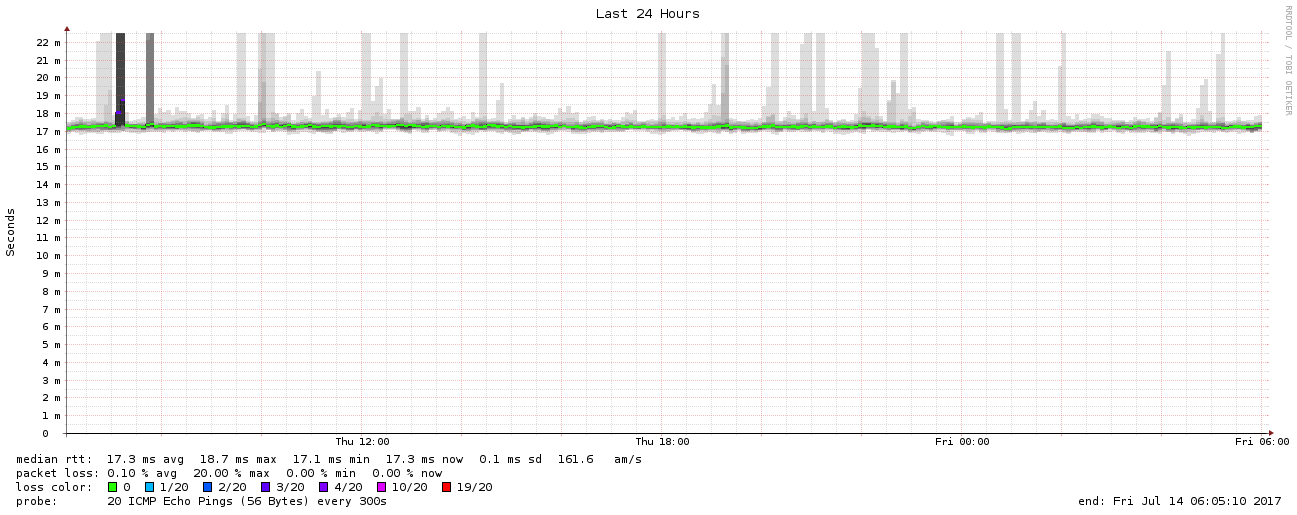 Last 24 Hours
RRDTOOL / TOBI OETIKER
Seconds
22 m
21 m
20 m
19 m
18 m
17 m
16 m
15 m
14 m
13 m
12 m
11 m
10 m
9 m
8 m
7 m
6 m
5 m
4 m
3 m
2 m
1 m
0
Thu 12:00 Thu 18:00 Fri 00:00 Fri 06:00
median rtt: 17.3 ms avg 18.7 ms max 17.1 ms min 17.3 ms now 0.1 ms sd 161.6 am/s
packet loss: 0.10 % avg 20.00 % max 0.00 % min 0.00 % now
loss color: 0 1/20 2/20 3/20 4/20 10/20 19/20
probe: 20 ICMP Echo Pings (56 Bytes) every 300s end: Fri Jul 14 06:05:10 2017